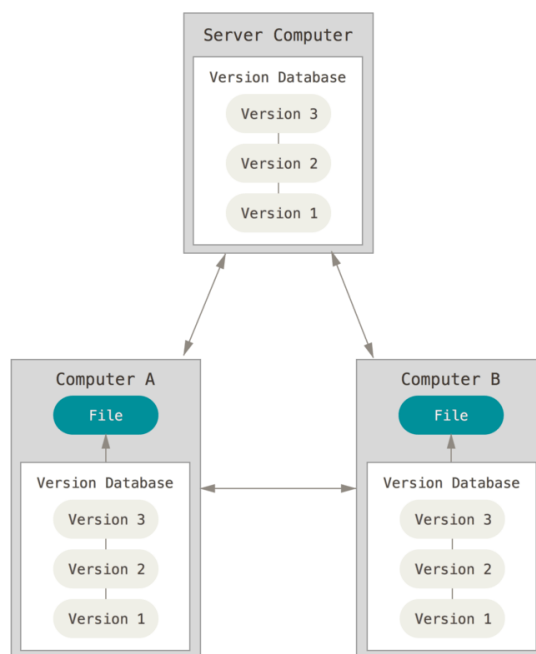 Server Computer
Version Database
Version 3
Version 2
Version 1
Computer A
File
Version Database
Version 3
Version 2
Version 1
Computer B
File
Version Database
Version 3
Version 2
Version 1